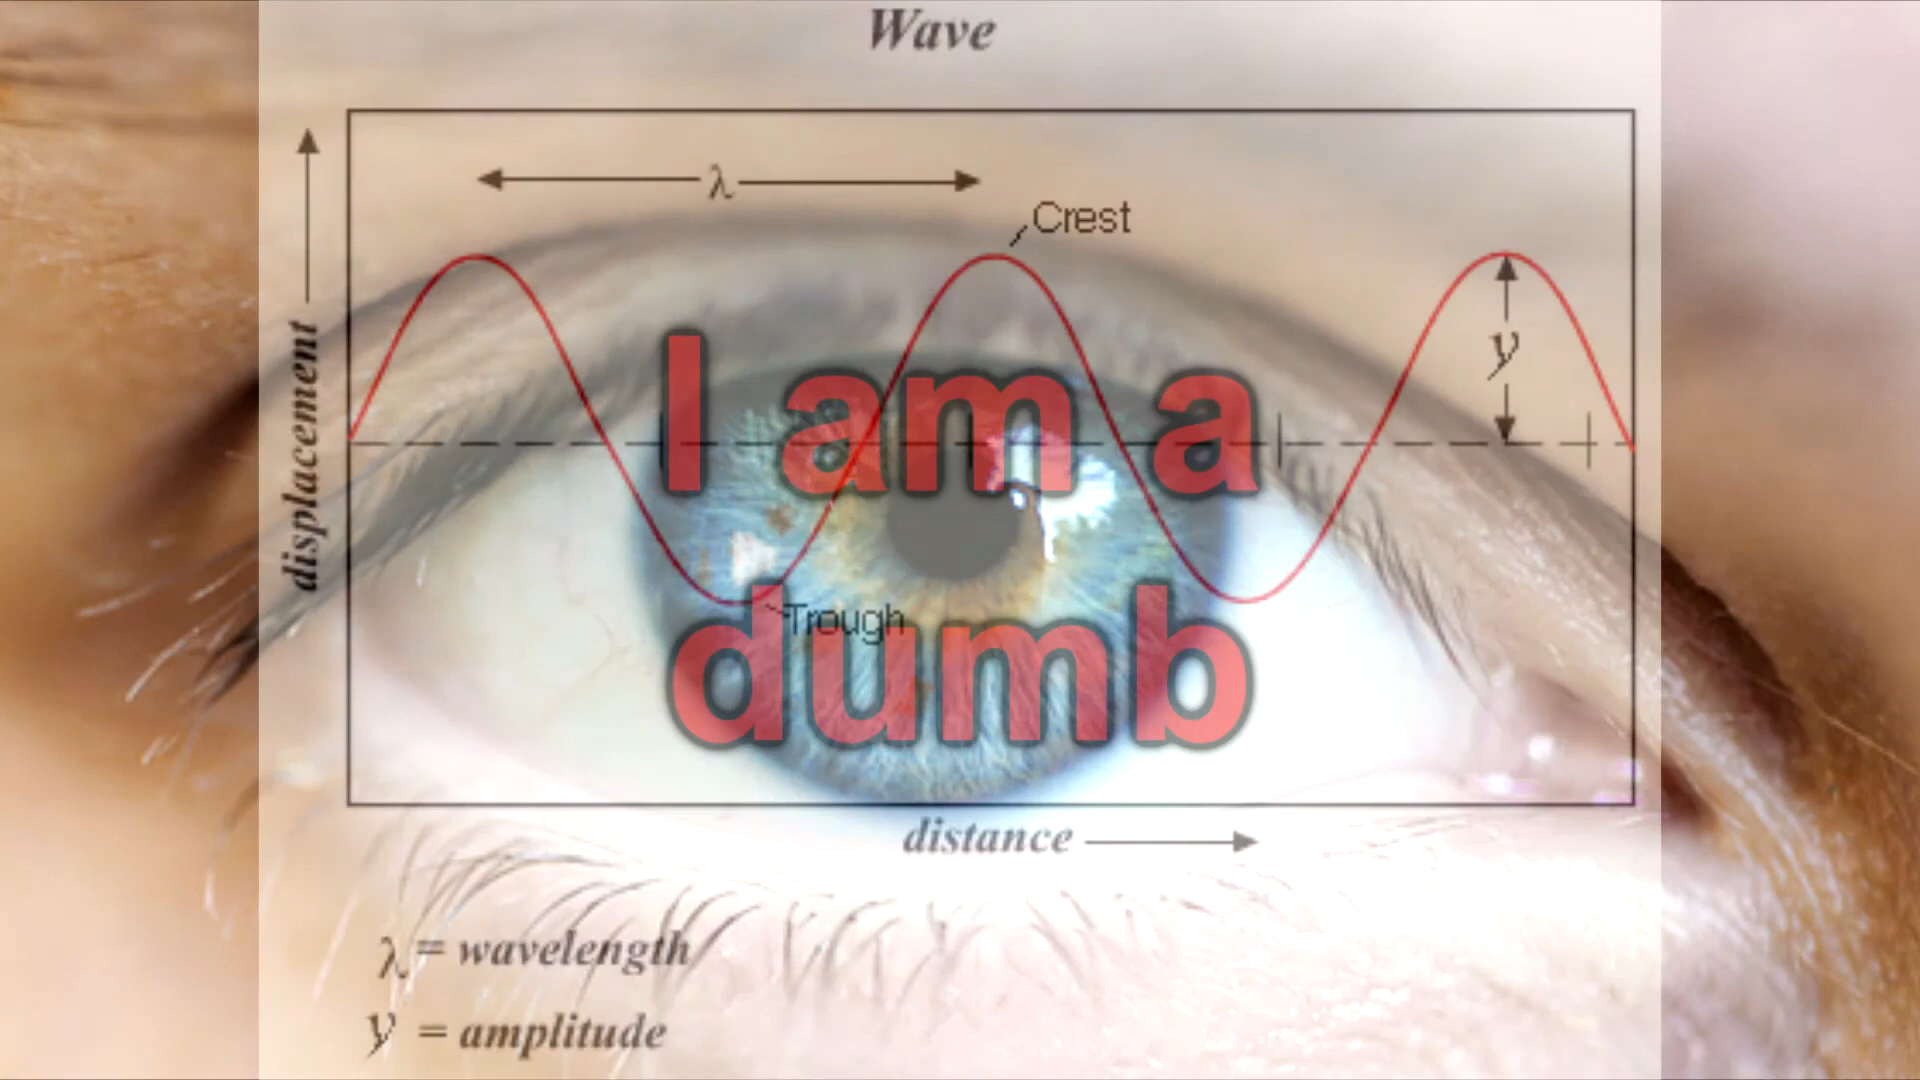 Wave
λ
Crest
y
displacement
I am a
Trough
dumb
distance
λ = wavelength
y = amplitude